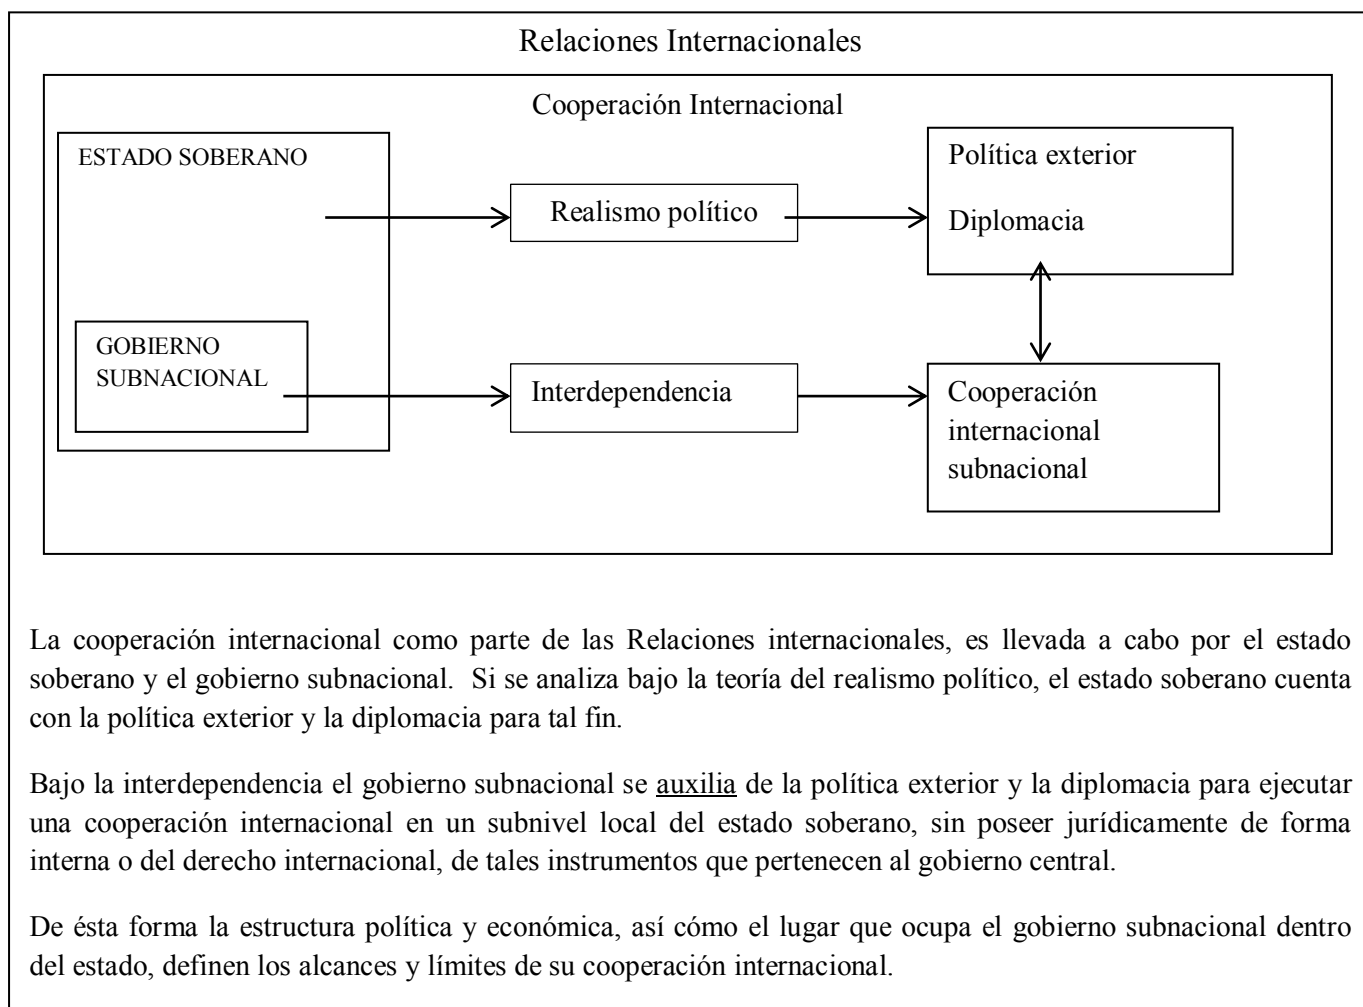 Relaciones Internacionales
Cooperación Internacional
ESTADO SOBERANO
Realismo político
Política exterior
Diplomacia
GOBIERNO
SUBNACIONAL
Interdependencia
Cooperación
internacional
subnacional
La cooperación internacional como parte de las Relaciones internacionales, es llevada a cabo por el estado
soberano y el gobierno subnacional.  Si se analiza bajo la teoría del realismo político, el estado soberano cuenta
con la política exterior y la diplomacia para tal fin.
Bajo la interdependencia el gobierno subnacional se auxilia de la política exterior y la diplomacia para ejecutar
una cooperación internacional en un subnivel local del estado soberano, sin poseer jurídicamente de forma
interna o del derecho internacional, de tales instrumentos que pertenecen al gobierno central.
De ésta forma la estructura política y económica, así cómo el lugar que ocupa el gobierno subnacional dentro
del estado, definen los alcances y límites de su cooperación internacional.